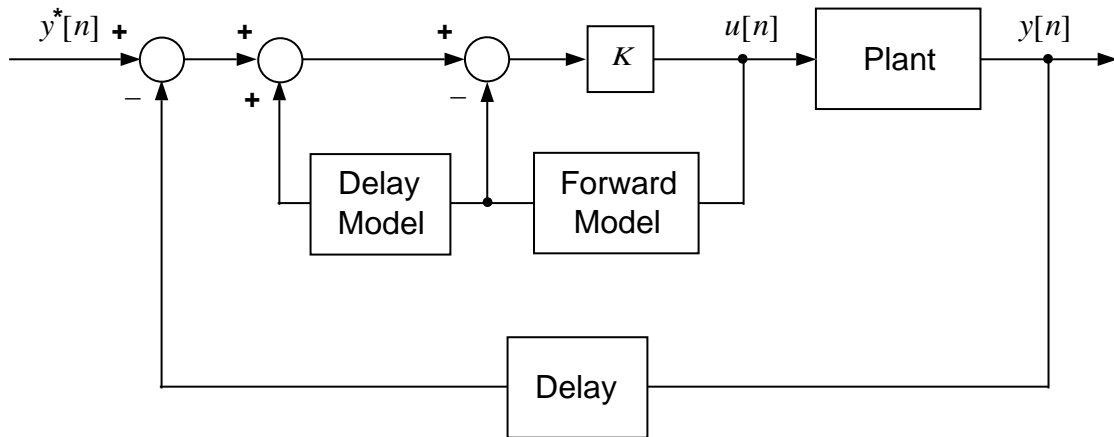 y*[n]
+
+
+
u[n]
y[n]
K
Plant
−
+
−
Delay
Model
Forward
Model
Delay